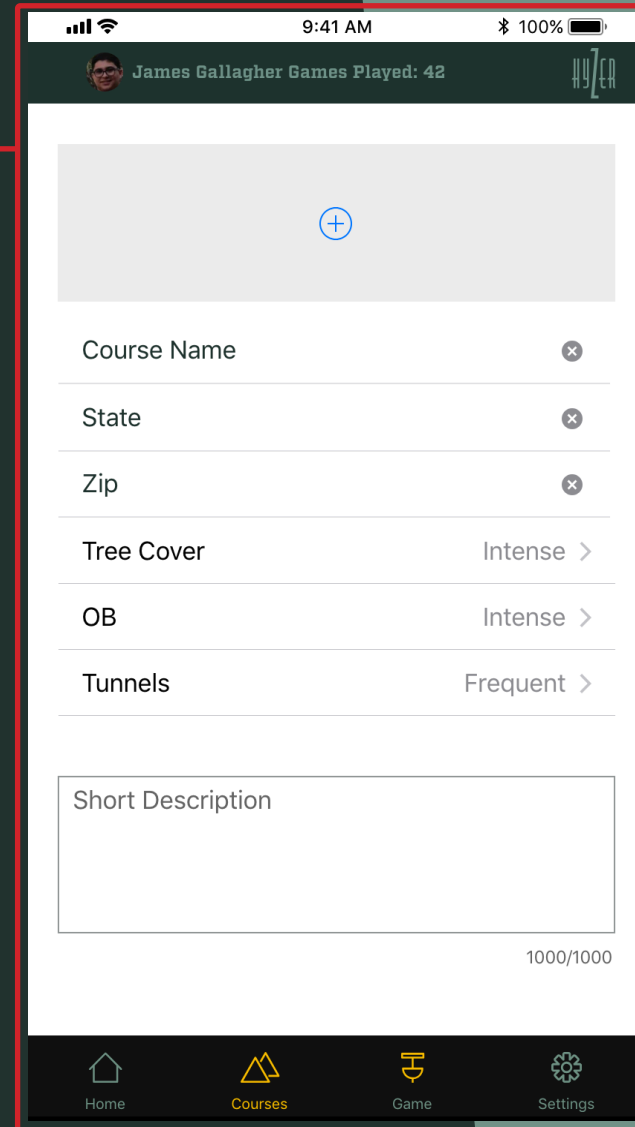 9:41 AM 100%
James Gallagher Games Played: 42 HYZER
Course Name
State
Zip
Tree Cover Intense
OB Intense
Tunnels Frequent
Short Description
1000/1000
Home Courses Game Settings